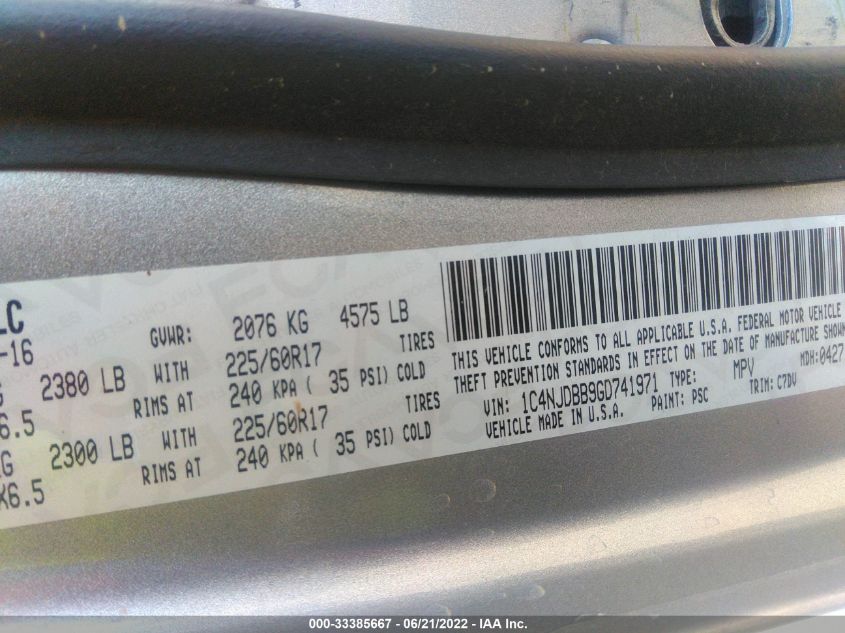 LC
-16
GVWR: 2076 KG 4575 LB
2380 LB WITH 225/60R17 TIRES
X6.5 RIMS AT 240 KPA ( 35 PSI) COLD
KG 2300 LB WITH 225/60R17 TIRES
X6.5 RIMS AT 240 KPA ( 35 PSI) COLD
THIS VEHICLE CONFORMS TO ALL APPLICABLE U.S.A. FEDERAL MOTOR VEHICLE
THEFT PREVENTION STANDARDS IN EFFECT ON THE DATE OF MANUFACTURE SHOWN
VIN: 1C4NJDBB9GD741971 TYPE: MPV MDH:0427
VEHICLE MADE IN U.S.A. PAINT: PSC TRIM: C7DV
000-33385667 - 06/21/2022 - IAA Inc.